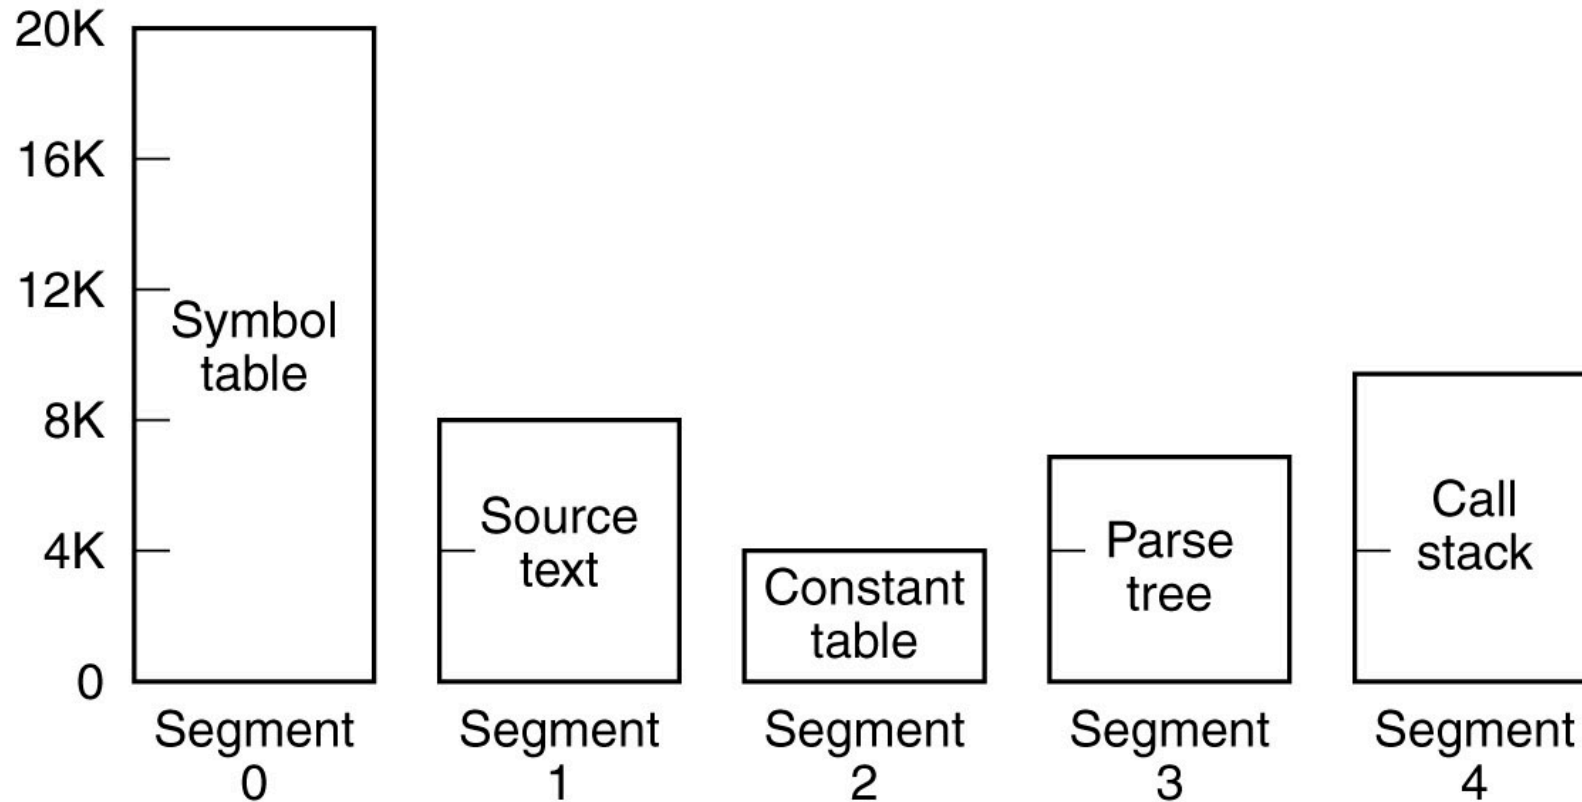 20K
16K
12K
8K
4K
0
Symbol
table
Source
text
Constant
table
Parse
tree
Call
stack
Segment
0
Segment
1
Segment
2
Segment
3
Segment
4